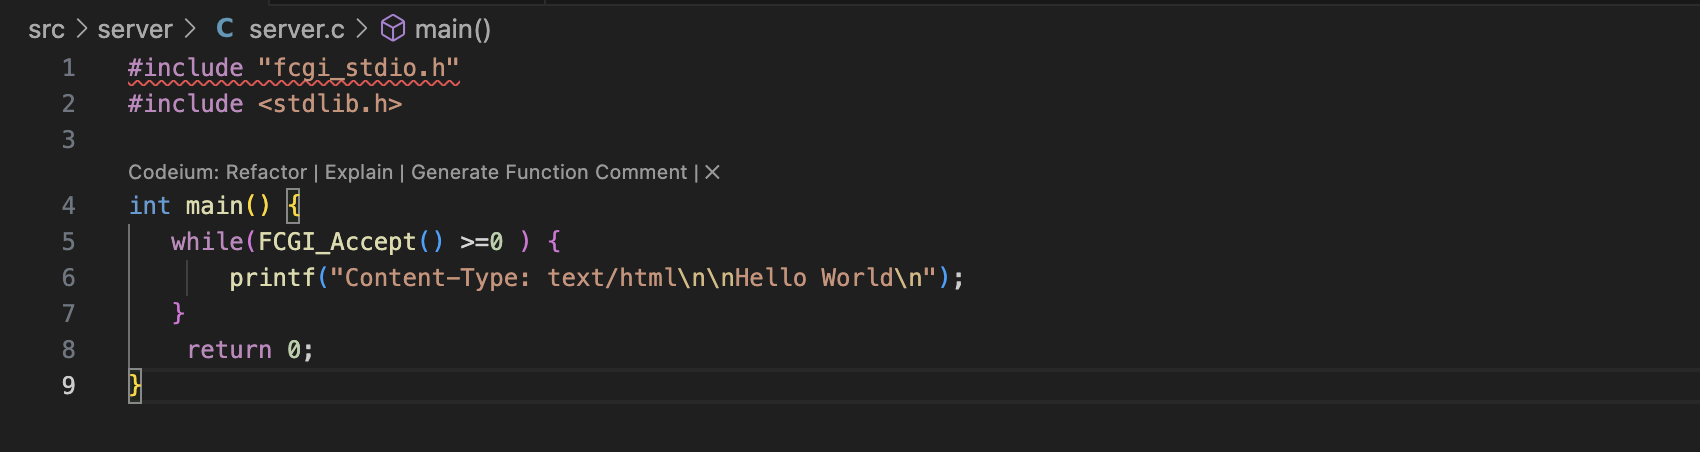 src > server > C server.c > main()
1 #include "fcgi_stdio.h"
2 #include <stdlib.h>
3
Codeium: Refactor | Explain | Generate Function Comment | ×
4 int main() {
5 while(FCGI_Accept() >=0 ) {
6 printf("Content-Type: text/html\n\nHello World\n");
7 }
8 return 0;
9 }